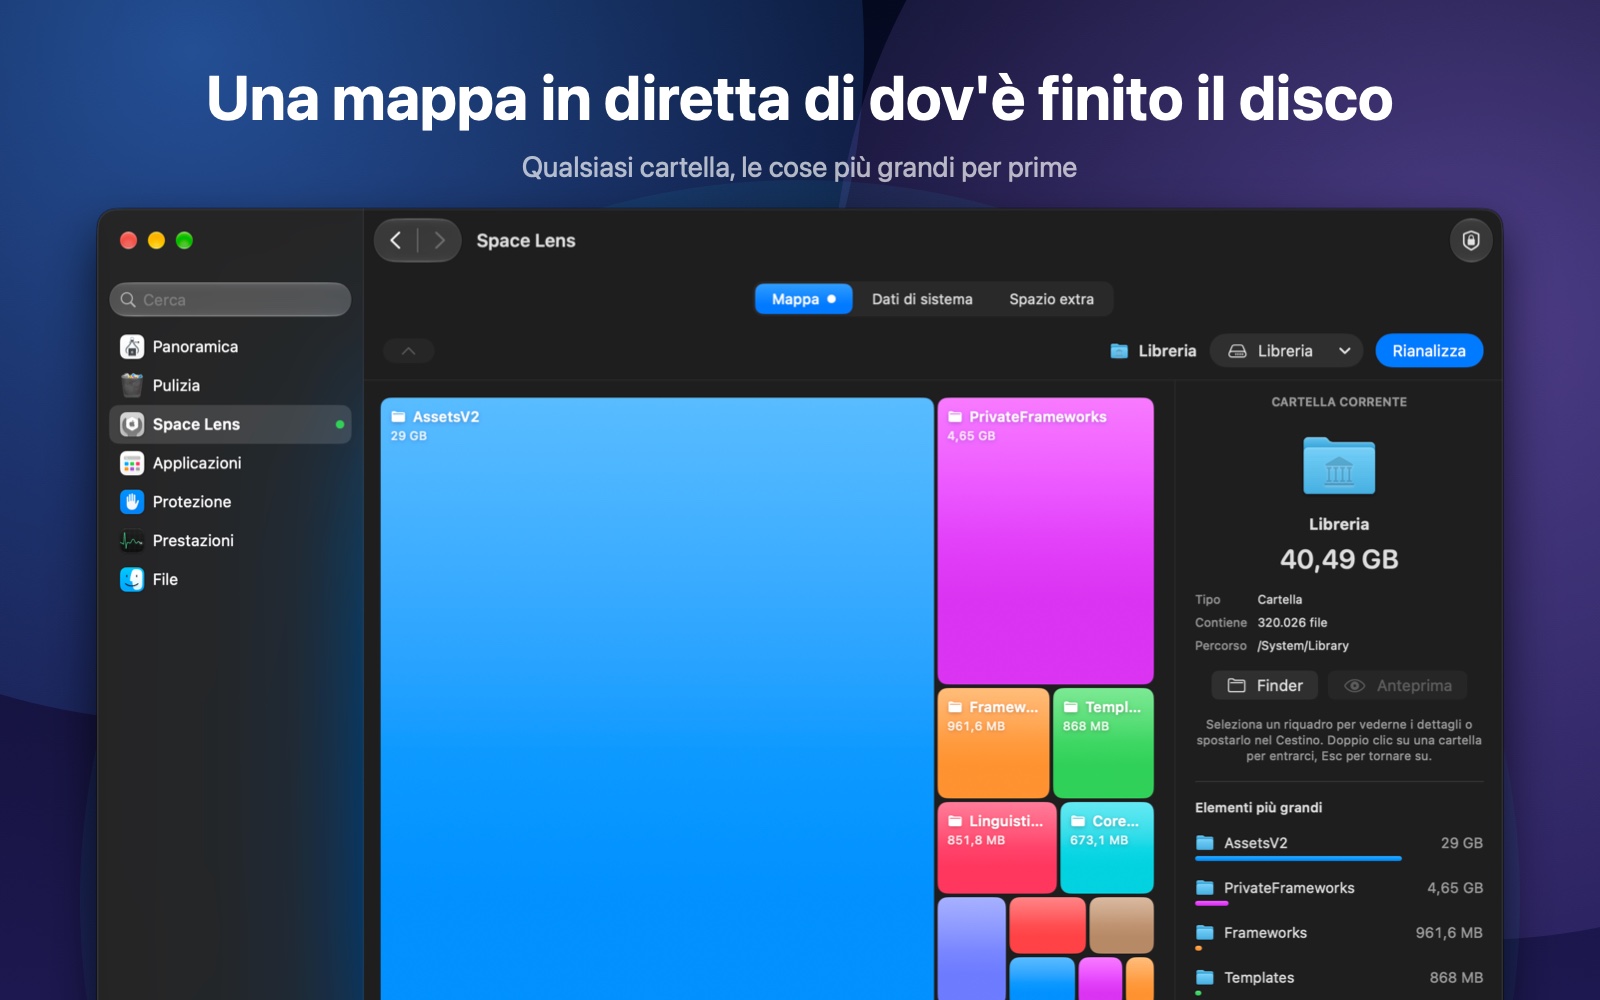 Una mappa in diretta di dov'è finito il disco
Qualsiasi cartella, le cose più grandi per prime
Space Lens
Cerca
Panoramica
Pulizia
Space Lens
Applicazioni
Protezione
Prestazioni
File
Mappa
Dati di sistema
Spazio extra
Libreria
Libreria
Rianalizza
AssetsV2
29 GB
PrivateFrameworks
4,65 GB
Framew...
961,6 MB
Templ...
868 MB
Linguisti...
851,8 MB
Core...
673,1 MB
CARTELLA CORRENTE
Libreria
40,49 GB
Tipo Cartella
Contiene 320.026 file
Percorso /System/Library
Finder
Anteprima
Seleziona un riquadro per vederne i dettagli o
spostarlo nel Cestino. Doppio clic su una cartella
per entrarci, Esc per tornare su.
Elementi più grandi
AssetsV2 29 GB
PrivateFrameworks 4,65 GB
Frameworks 961,6 MB
Templates 868 MB